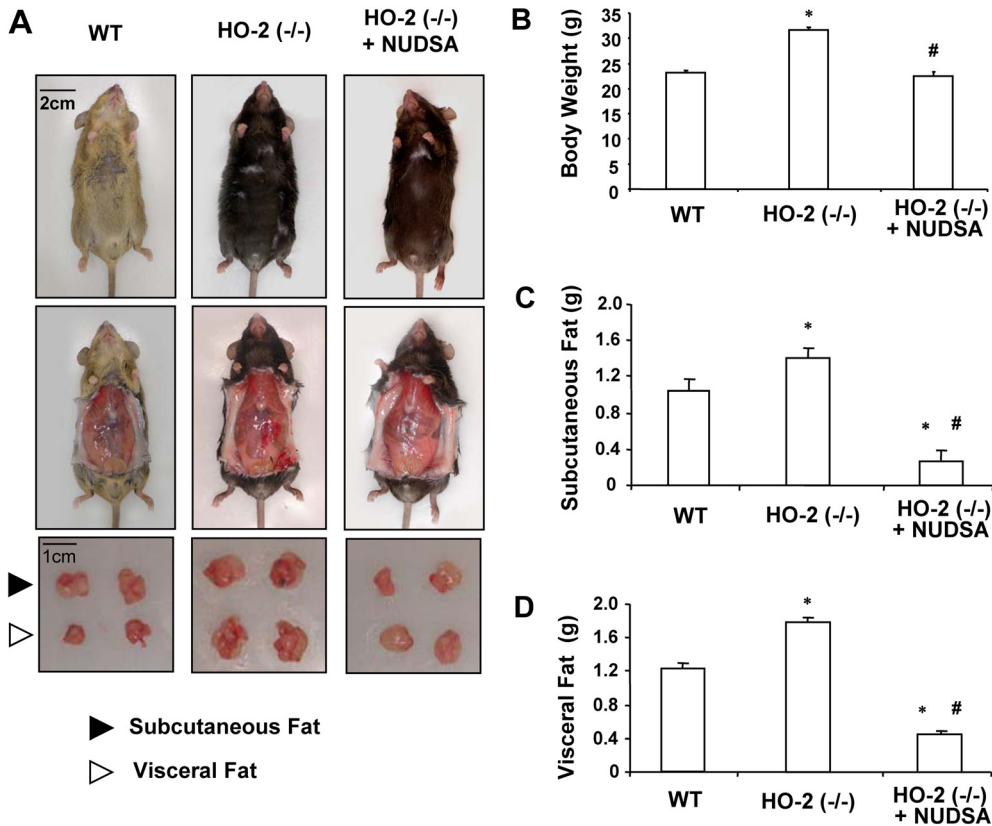 A
WT
HO-2 (-/-)
HO-2 (-/-)
+ NUDSA
2cm
1cm
Subcutaneous Fat
Visceral Fat
B
Body Weight (g)
35
30
25
20
15
10
5
0
*
#
WT
HO-2 (-/-)
HO-2 (-/-)
+ NUDSA
C
Subcutaneous Fat (g)
2.0
1.6
1.2
0.8
0.4
0
*
* #
WT
HO-2 (-/-)
HO-2 (-/-)
+ NUDSA
D
Visceral Fat (g)
2.0
1.6
1.2
0.8
0.4
0
*
* #
WT
HO-2 (-/-)
HO-2 (-/-)
+ NUDSA